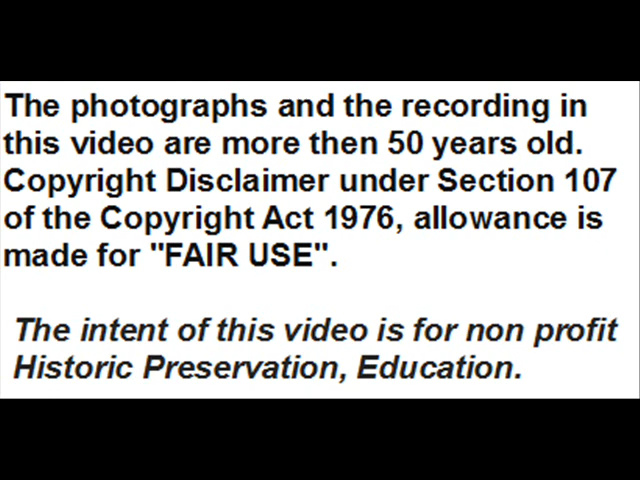 The photographs and the recording in
this video are more then 50 years old.
Copyright Disclaimer under Section 107
of the Copyright Act 1976, allowance is
made for "FAIR USE".
The intent of this video is for non profit
Historic Preservation, Education.